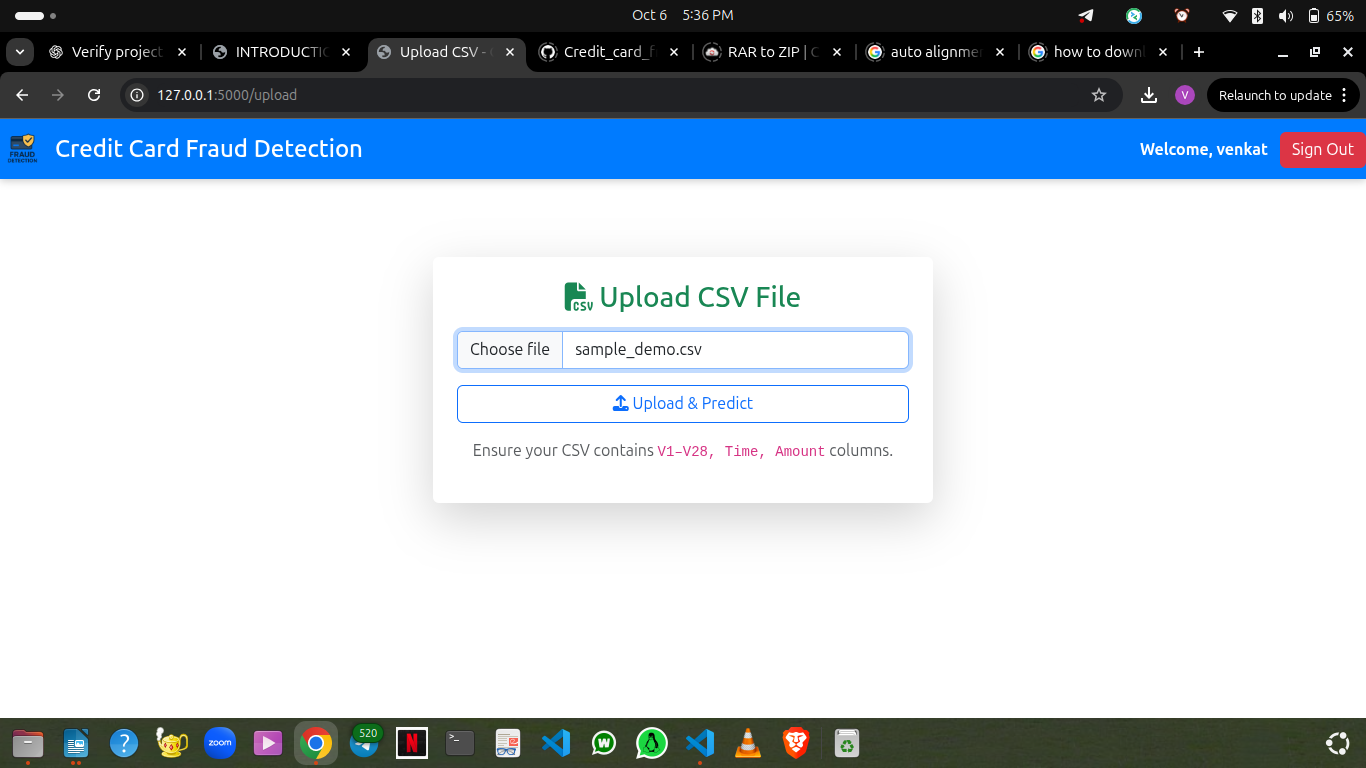 Oct 6 5:36 PM
65%
Verify project
INTRODUCTIO
Upload CSV -
Credit_card_f
RAR to ZIP | C
auto alignme
how to downl
127.0.0.1:5000/upload
V
Relaunch to update
FRAUD
DETECTION
Credit Card Fraud Detection
Welcome, venkat
Sign Out
CSV
Upload CSV File
Choose file
sample_demo.csv
Upload & Predict
Ensure your CSV contains V1–V28, Time, Amount columns.
zoom
520
N
W